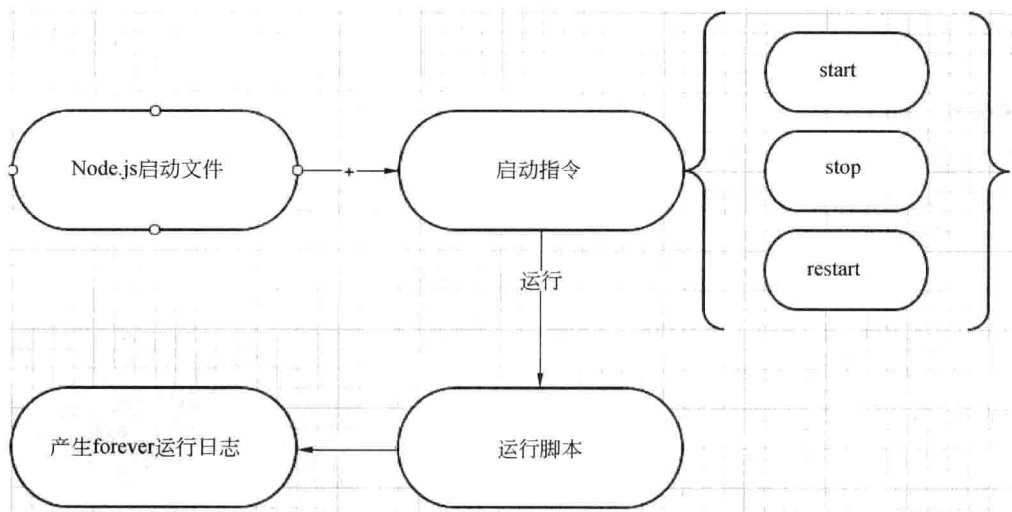 start
Node.js启动文件
+
启动指令
stop
运行
restart
产生forever运行日志
运行脚本